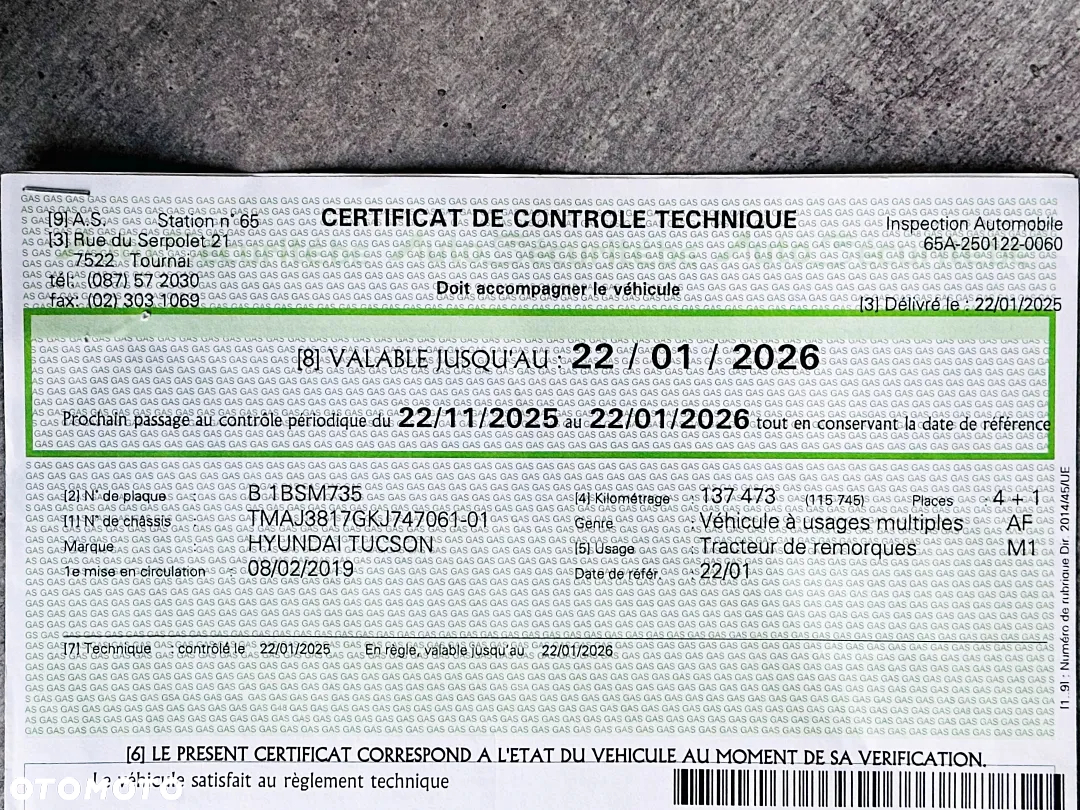 [9] A.S. Station n° 65 CERTIFICAT DE CONTROLE TECHNIQUE Inspection Automobile
[3] Rue du Serpolet 21 65A-250122-0060
7522 Tournai
tél. (087) 57 2030 Doit accompagner le véhicule
fax: (02) 303 1069 [3] Délivré le : 22/01/2025
[8] VALABLE JUSQU'AU : 22 / 01 / 2026
Prochain passage au contrôle périodique du 22/11/2025 au 22/01/2026 tout en conservant la date de référence
[2] N° de plaque : B 1BSM735 [4] Kilométrage : 137 473 (115 745) Places : 4 + 1
[1] N° de châssis : TMAJ3817GKJ747061-01 Genre : Véhicule à usages multiples AF
Marque : HYUNDAI TUCSON [5] Usage : Tracteur de remorques M1
1e mise en circulation : 08/02/2019 Date de référ. : 22/01
[7] Technique : contrôlé le 22/01/2025 En règle, valable jusqu'au 22/01/2026
[6] LE PRESENT CERTIFICAT CORRESPOND A L'ETAT DU VEHICULE AU MOMENT DE SA VERIFICATION.
Le véhicule satisfait au règlement technique
[1..9] : Numéro de rubrique Dir. 2014/45/UE
OTOMOTO